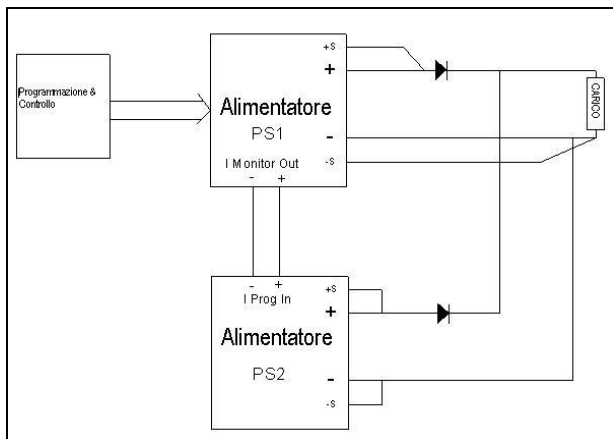 Programmazione &
Controllo
+S
+
Alimentatore
PS1
-
I Monitor Out
-S
- +
CARICO
- +
I Prog In
+S
+
Alimentatore
PS2
-
-S